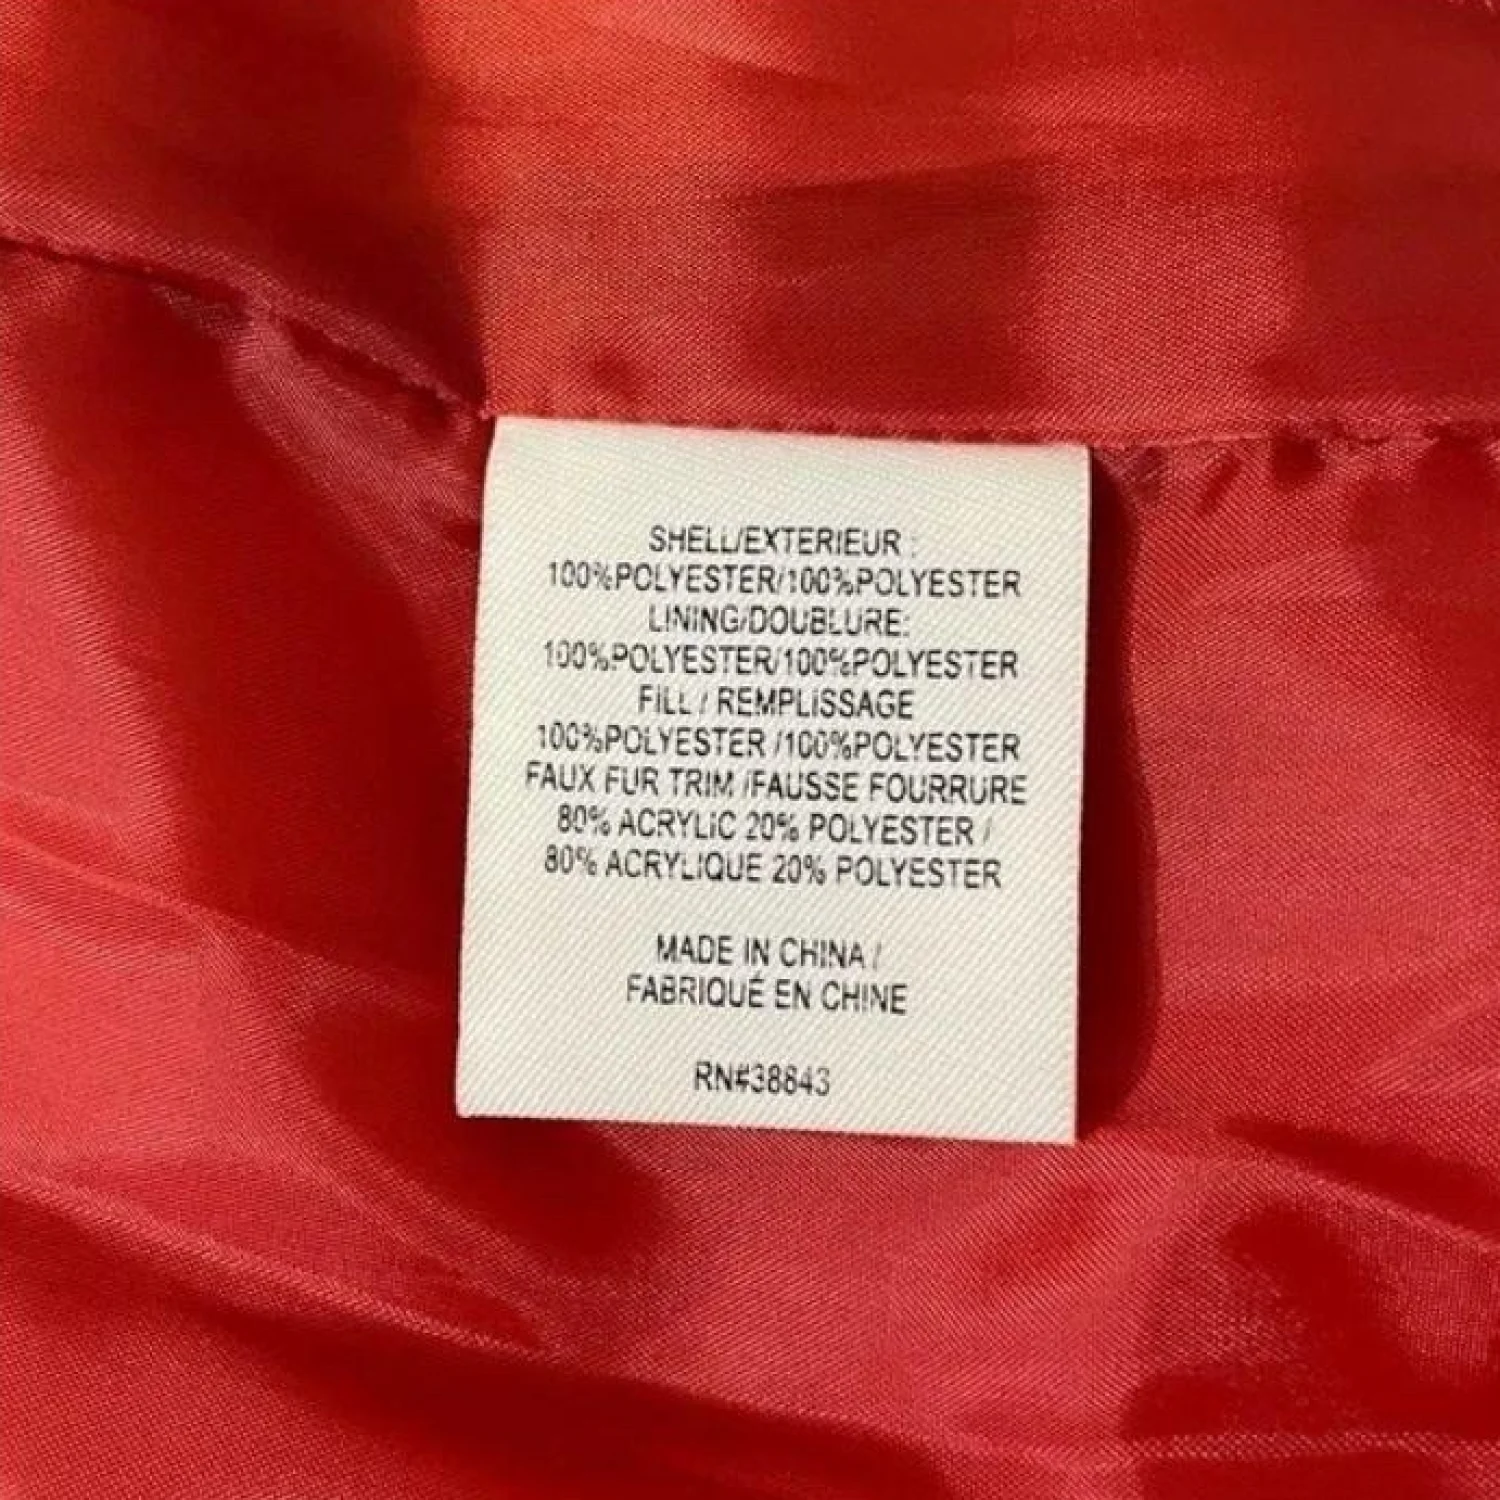 SHELL/EXTERIEUR :
100%POLYESTER/100%POLYESTER
LINING/DOUBLURE:
100%POLYESTER/100%POLYESTER
FILL / REMPLISSAGE
100%POLYESTER /100%POLYESTER
FAUX FUR TRIM /FAUSSE FOURRURE
80% ACRYLIC 20% POLYESTER /
80% ACRYLIQUE 20% POLYESTER
MADE IN CHINA /
FABRIQUÉ EN CHINE
RN#38843